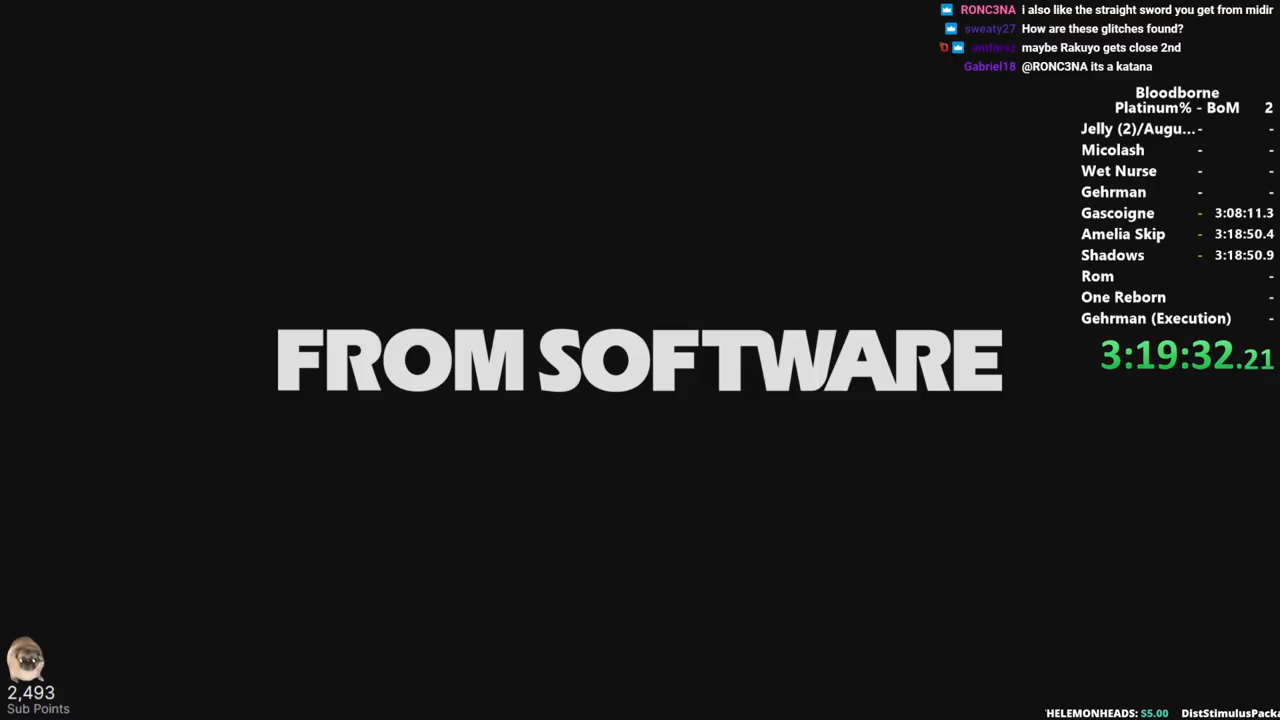 RONC3NA i also like the straight sword you get from midir
sweaty27 How are these glitches found?
emforsz maybe Rakuyo gets close 2nd
Gabriel18 @RONC3NA its a katana
Bloodborne
Platinum% - BoM 2
Jelly (2)/Augu... - -
Micolash - -
Wet Nurse - -
Gehrman - -
Gascoigne - 3:08:11.3
Amelia Skip - 3:18:50.4
Shadows - 3:18:50.9
Rom -
One Reborn -
Gehrman (Execution) -
3:19:32.21
FROMSOFTWARE
2,493
Sub Points
HELEMONHEADS: $5.00 DistStimulusPack